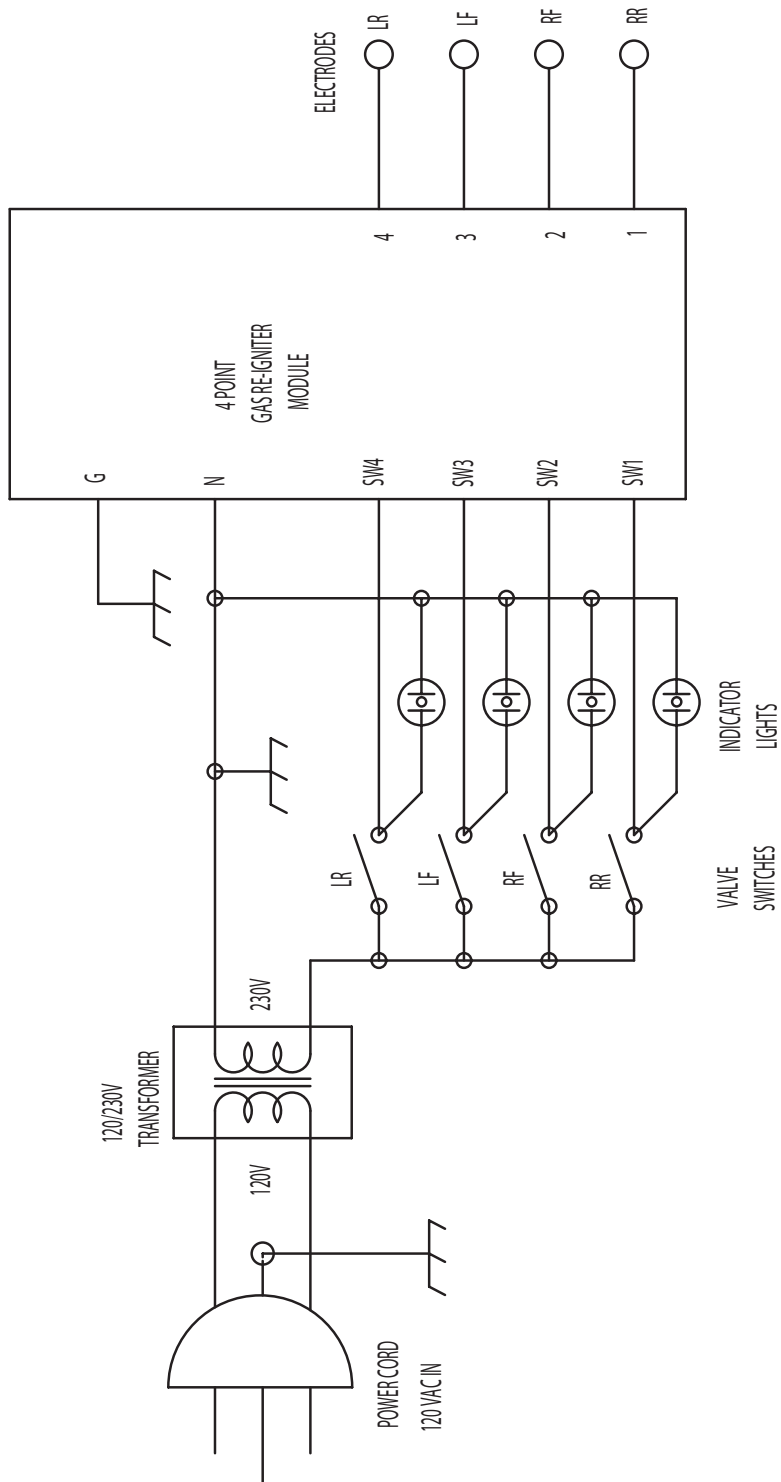 POWER CORD
120 VAC IN
120/230V
TRANSFORMER
120V
230V
LR
LF
RF
RR
VALVE
SWITCHES
INDICATOR
LIGHTS
G
N
SW4
SW3
SW2
SW1
4 POINT
GAS RE-IGNITER
MODULE
4
3
2
1
ELECTRODES
LR
LF
RF
RR